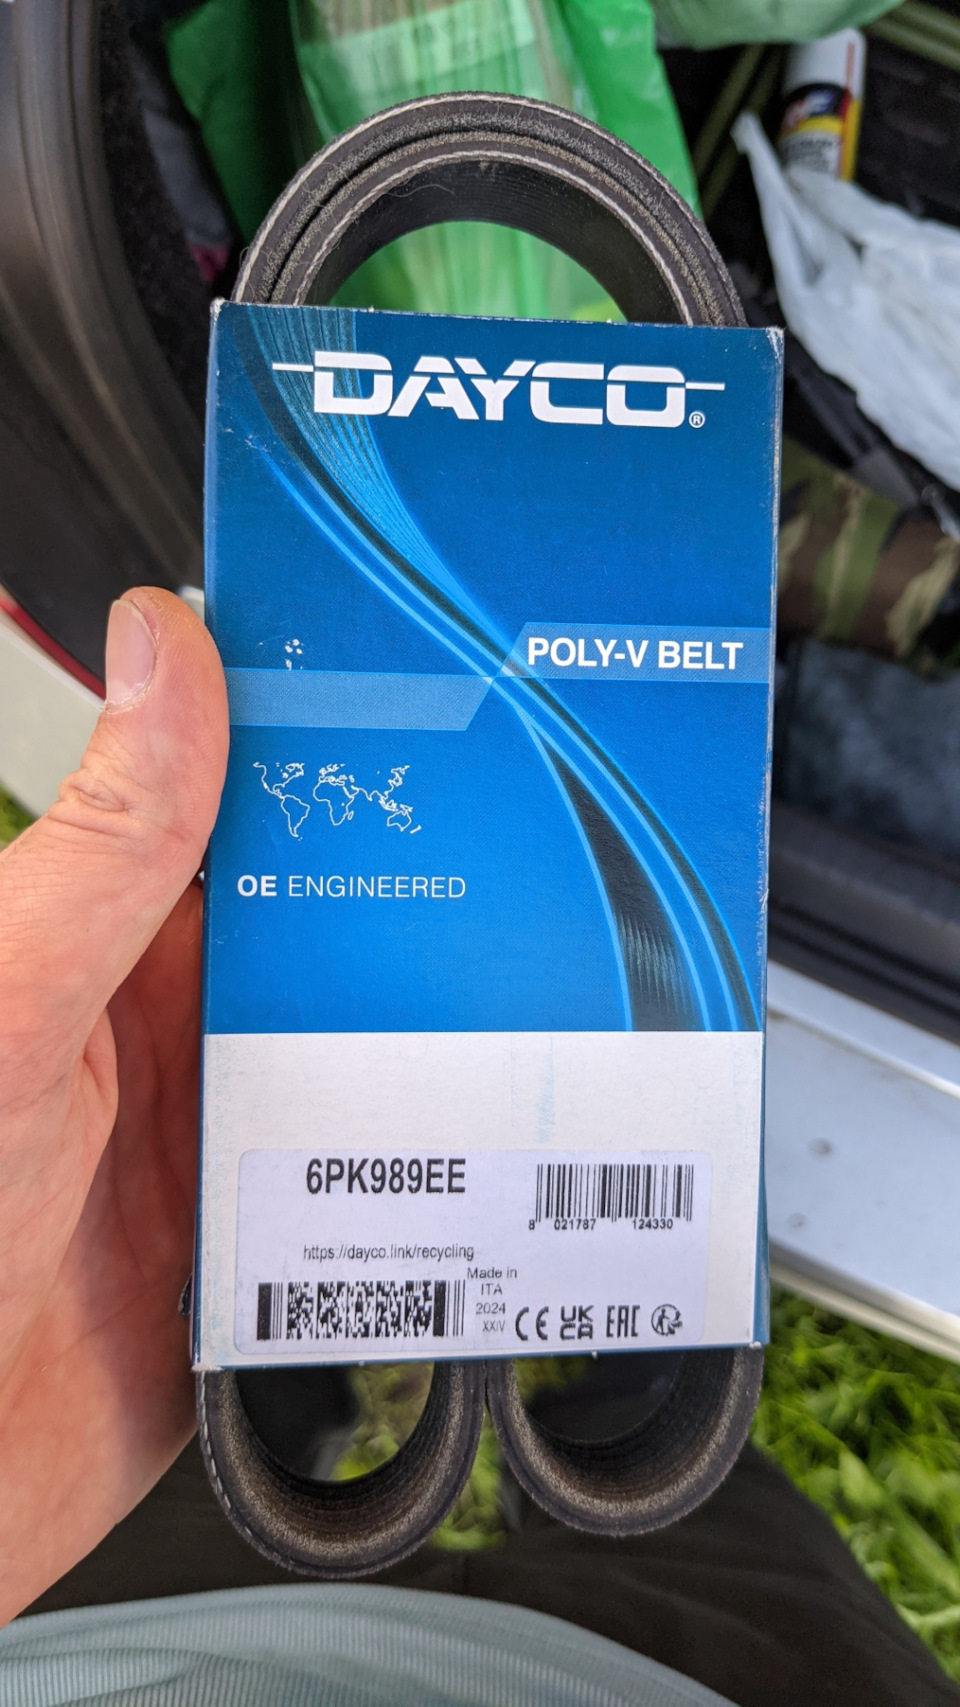 DAYCO®
POLY-V BELT
OE ENGINEERED
6PK989EE
8 021787 124330
https://dayco.link/recycling
Made in
ITA
2024
XXIV
CE UK CA EAC